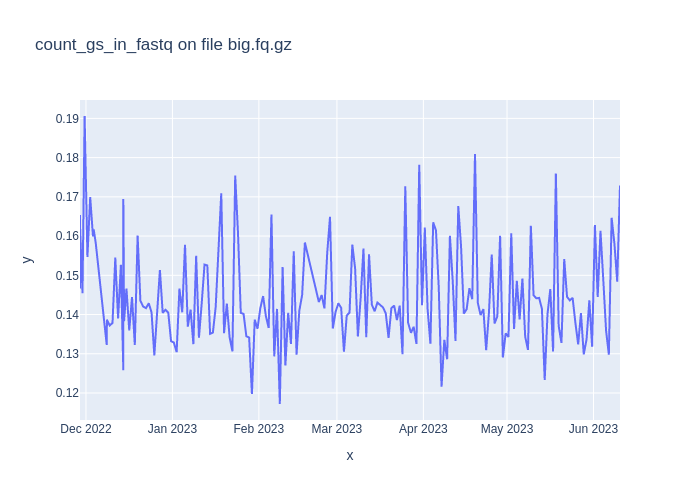 count_gs_in_fastq on file big.fq.gz
0.19
0.18
0.17
0.16
0.15
0.14
0.13
0.12
y
Dec 2022 Jan 2023 Feb 2023 Mar 2023 Apr 2023 May 2023 Jun 2023
x